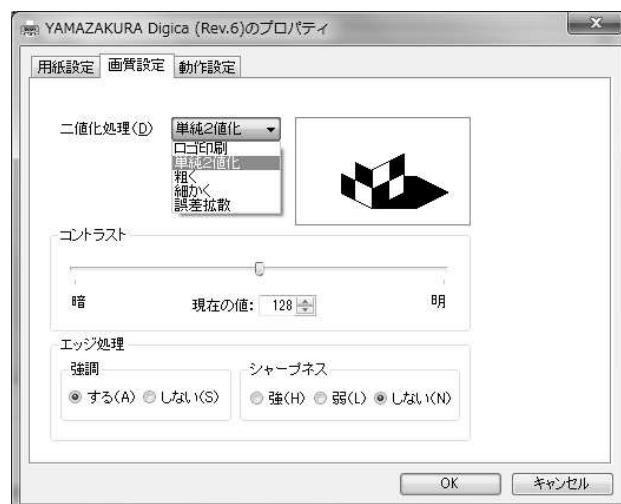 YAMAZAKURA Digica (Rev.6)のプロパティ
用紙設定 画質設定 動作設定
二値化処理(D) 単純2値化
ロゴ印刷
単純2値化
粗く
細かく
誤差拡散
コントラスト
暗 現在の値: 128 明
エッジ処理
強調 シャープネス
する(A) しない(S) 強(H) 弱(L) しない(N)
OK キャンセル